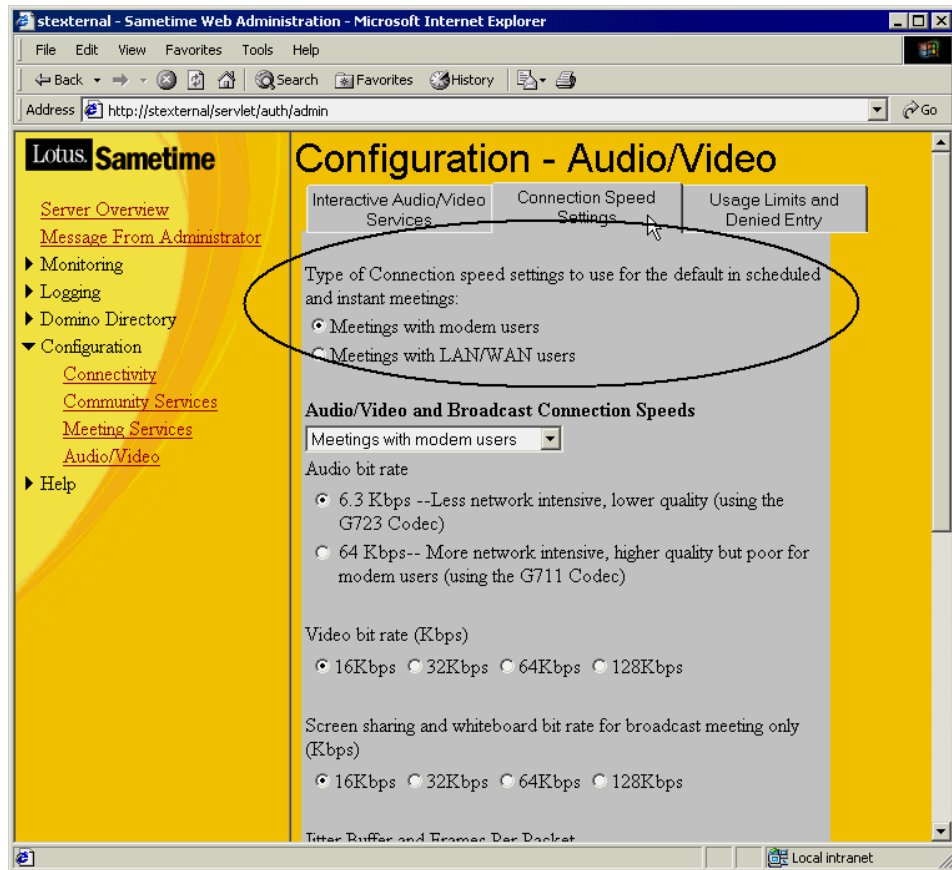 stexternal - Sametime Web Administration - Microsoft Internet Explorer
File Edit View Favorites Tools Help
Back Search Favorites History
Address http://stexternal/servlet/auth/admin Go
Lotus. Sametime
Server Overview
Message From Administrator
Monitoring
Logging
Domino Directory
Configuration
Connectivity
Community Services
Meeting Services
Audio/Video
Help
Configuration - Audio/Video
Interactive Audio/Video
Services
Connection Speed
Settings
Usage Limits and
Denied Entry
Type of Connection speed settings to use for the default in scheduled
and instant meetings:
Meetings with modem users
Meetings with LAN/WAN users
Audio/Video and Broadcast Connection Speeds
Meetings with modem users
Audio bit rate
6.3 Kbps --Less network intensive, lower quality (using the
G723 Codec)
64 Kbps-- More network intensive, higher quality but poor for
modem users (using the G711 Codec)
Video bit rate (Kbps)
16Kbps 32Kbps 64Kbps 128Kbps
Screen sharing and whiteboard bit rate for broadcast meeting only
(Kbps)
16Kbps 32Kbps 64Kbps 128Kbps
Jitter Buffer and Frames Per Packet
Local intranet